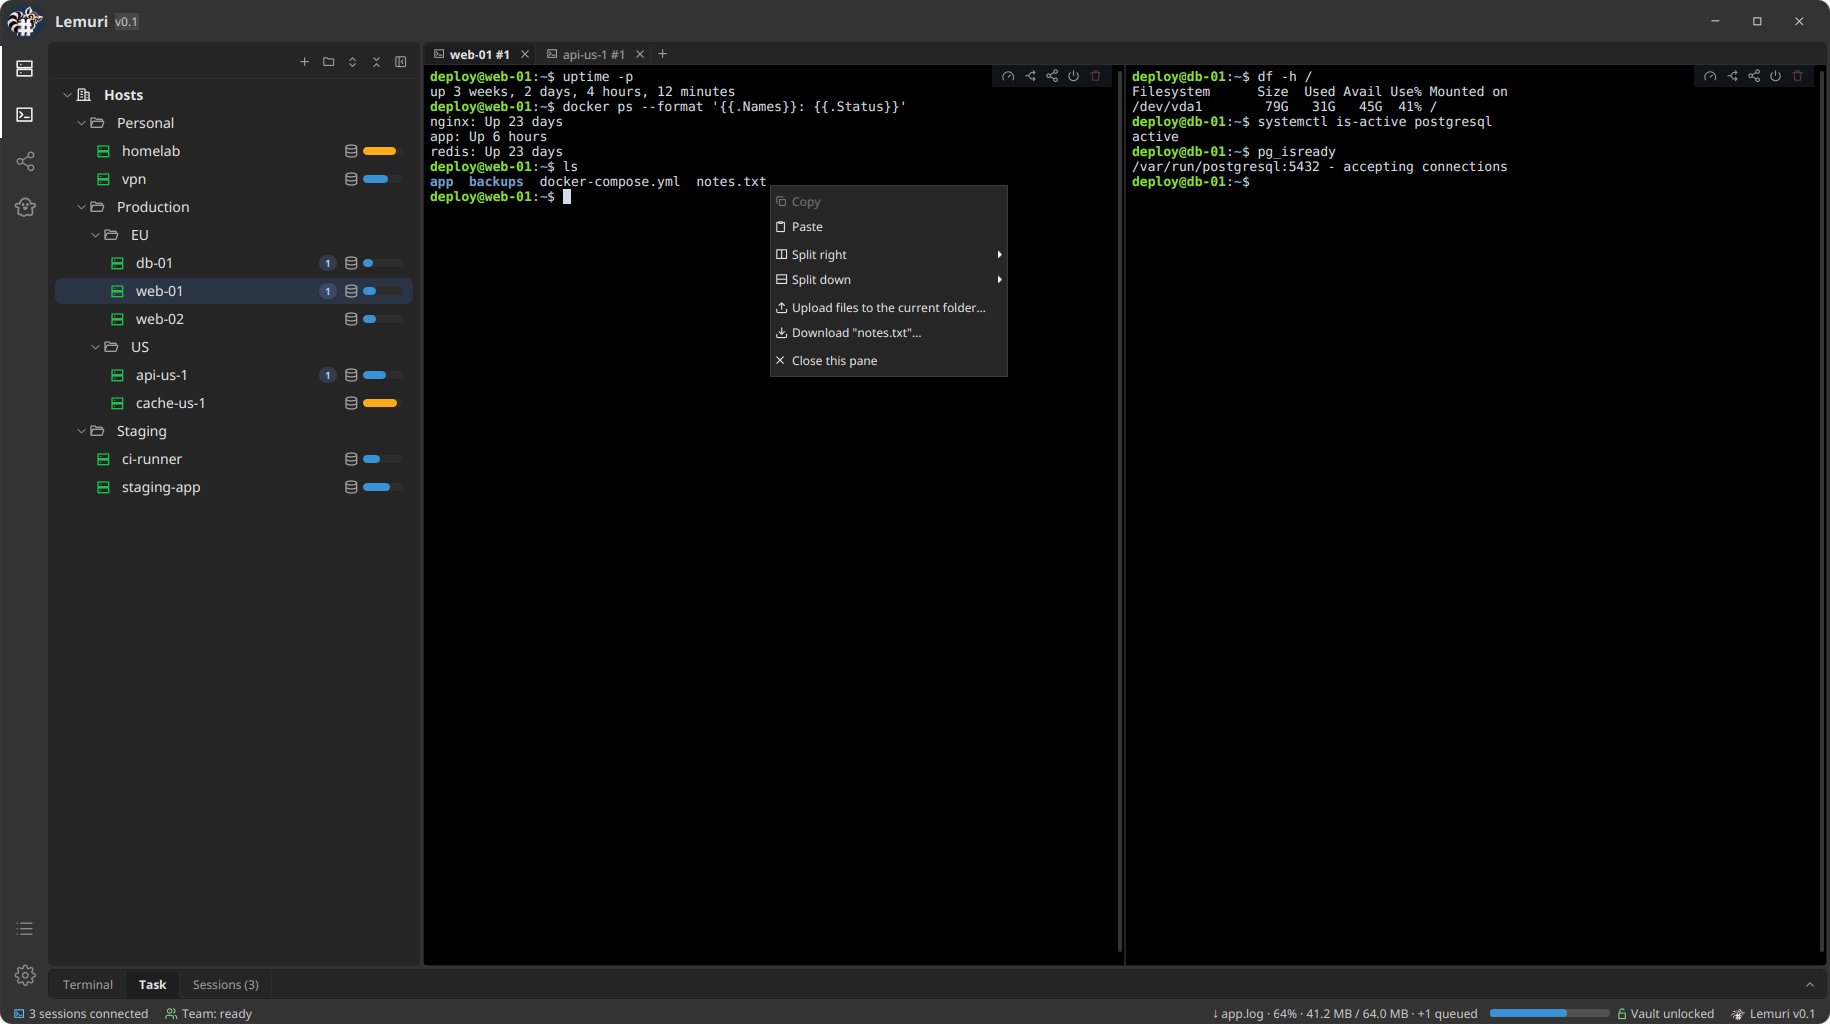 Lemuri v0.1
web-01 #1
api-us-1 #1
Hosts
Personal
homelab
vpn
Production
EU
db-01 1
web-01 1
web-02
US
api-us-1 1
cache-us-1
Staging
ci-runner
staging-app
deploy@web-01:~$ uptime -p
up 3 weeks, 2 days, 4 hours, 12 minutes
deploy@web-01:~$ docker ps --format '{{.Names}}: {{.Status}}'
nginx: Up 23 days
app: Up 6 hours
redis: Up 23 days
deploy@web-01:~$ ls
app backups docker-compose.yml notes.txt
deploy@web-01:~$
Copy
Paste
Split right
Split down
Upload files to the current folder...
Download "notes.txt"...
Close this pane
deploy@db-01:~$ df -h /
Filesystem Size Used Avail Use% Mounted on
/dev/vda1 79G 31G 45G 41% /
deploy@db-01:~$ systemctl is-active postgresql
active
deploy@db-01:~$ pg_isready
/var/run/postgresql:5432 - accepting connections
deploy@db-01:~$
Terminal
Task
Sessions (3)
3 sessions connected
Team: ready
↓ app.log · 64% · 41.2 MB / 64.0 MB · +1 queued
Vault unlocked
Lemuri v0.1